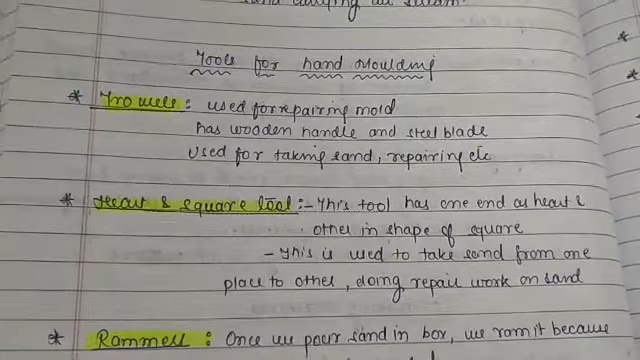 Tools for hand Moulding
* Trowels: used for repairing mold
has wooden handle and steel blade
Used for taking sand, repairing etc
* Heart & square tool :- This tool has one end as heart &
other in shape of square
- This is used to take sand from one
place to other, doing repair work on sand
* Rammers : Once we pour sand in box, we ram it because